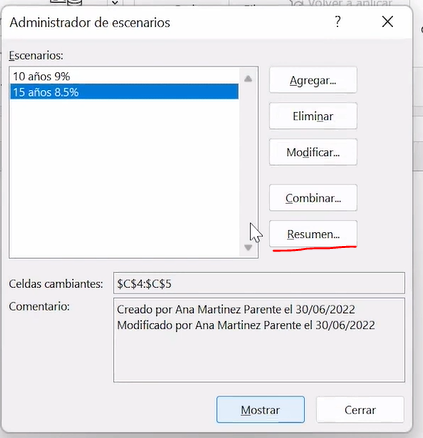 Volver a aplicar
Administrador de escenarios ? X
Escenarios:
10 años 9%
15 años 8.5%
Agregar...
Eliminar
Modificar...
Combinar...
Resumen...
Celdas cambiantes: $C$4:$C$5
Comentario: Creado por Ana Martinez Parente el 30/06/2022
Modificado por Ana Martinez Parente el 30/06/2022
Mostrar Cerrar